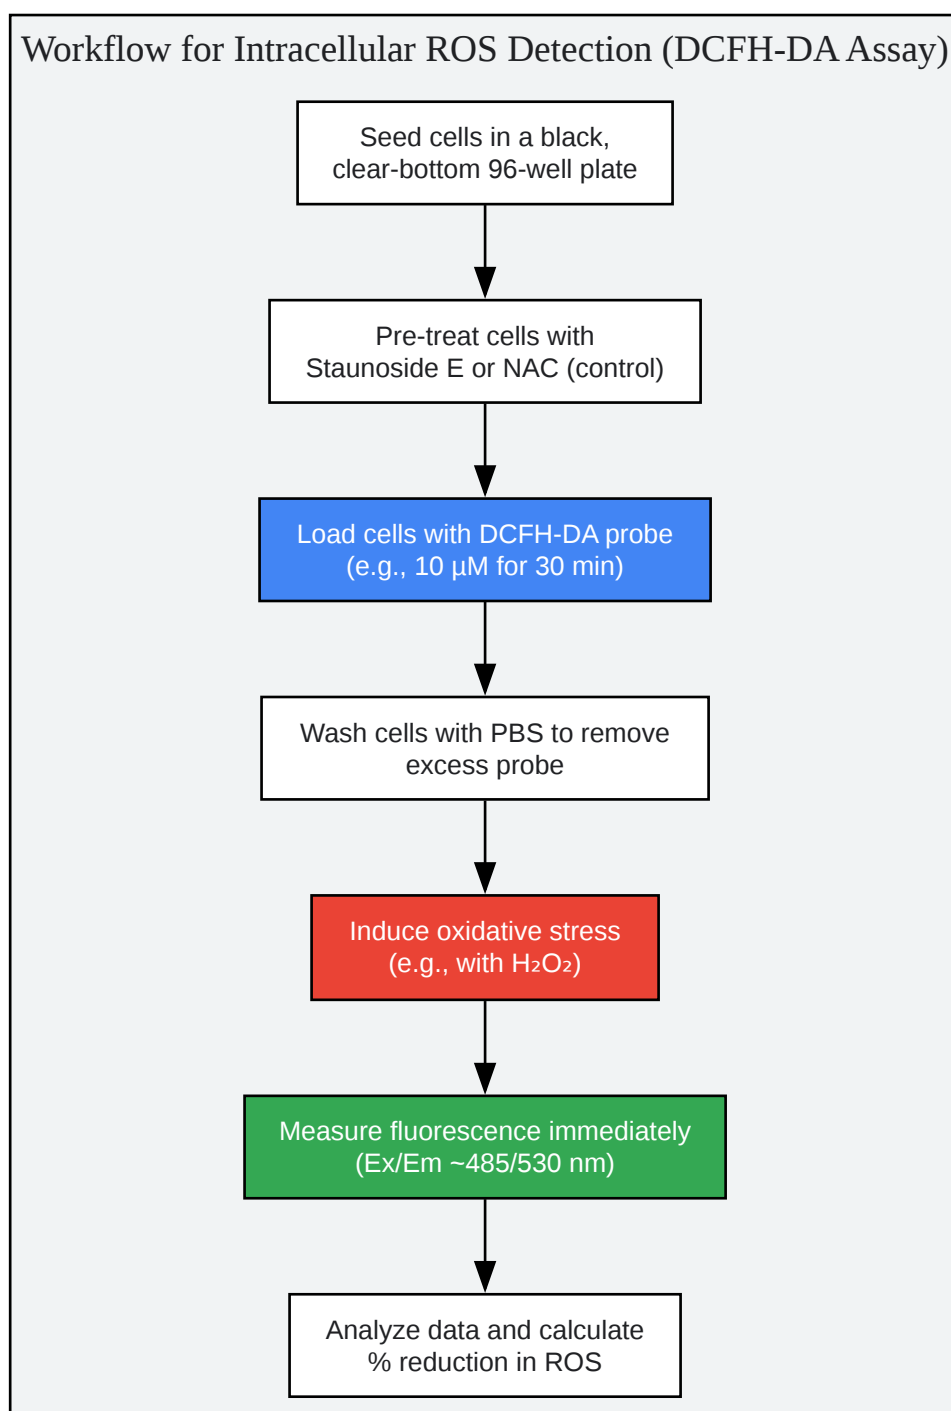 Workflow for Intracellular ROS Detection (DCFH-DA Assay)
Seed cells in a black,
clear-bottom 96-well plate
Pre-treat cells with
Staunoside E or NAC (control)
Load cells with DCFH-DA probe
(e.g., 10 µM for 30 min)
Wash cells with PBS to remove
excess probe
Induce oxidative stress
(e.g., with H₂O₂)
Measure fluorescence immediately
(Ex/Em ~485/530 nm)
Analyze data and calculate
% reduction in ROS